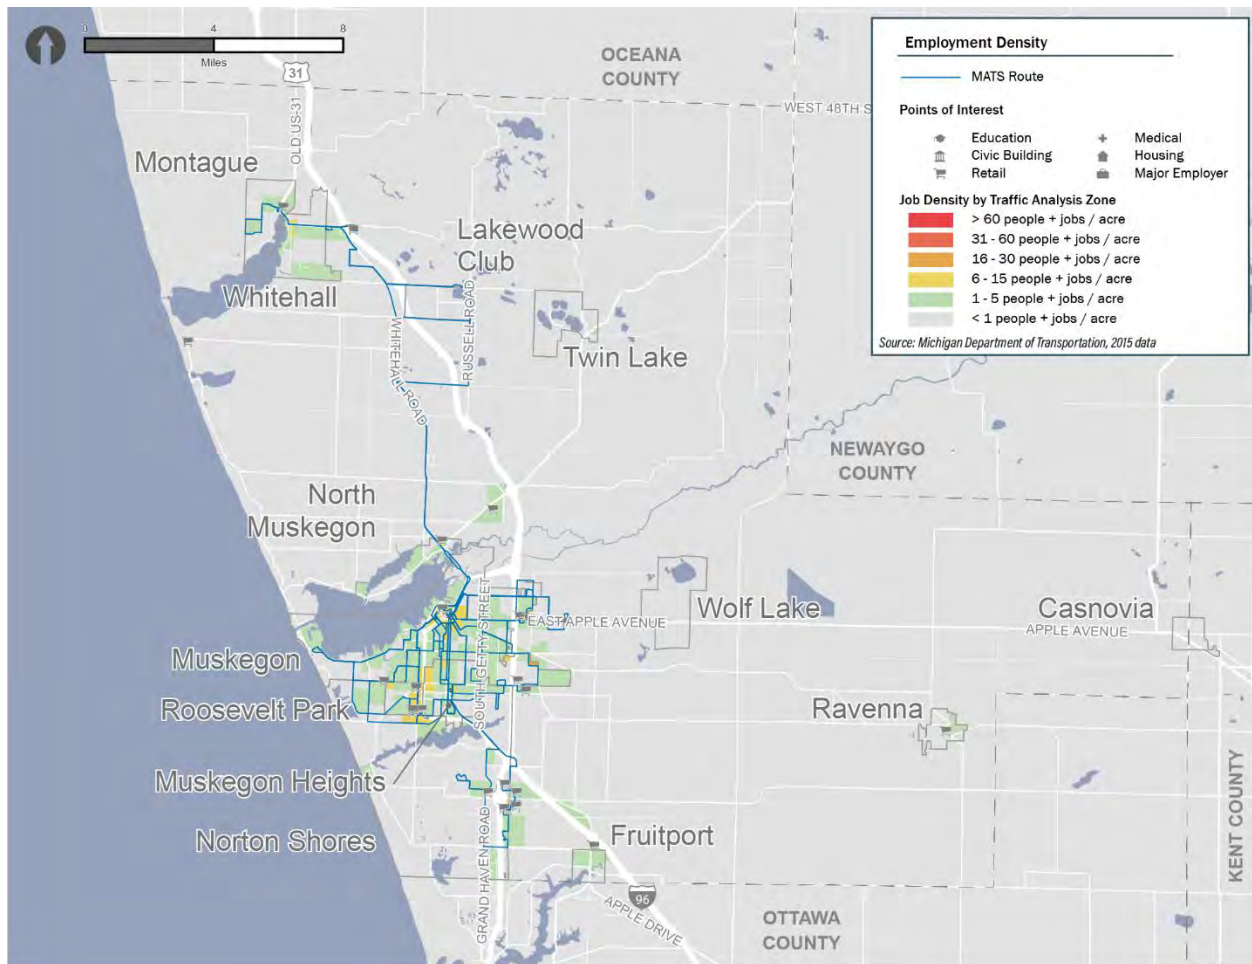 0 4 8
Miles
31
OLD US-31
OCEANA
COUNTY
WEST 48TH S
Montague
Whitehall
Lakewood
Club
RUSSELL ROAD
WHITEHALL ROAD
Twin Lake
NEWAYGO
COUNTY
North
Muskegon
SOUTH GETTY STREET
EAST APPLE AVENUE
Wolf Lake
Casnovia
APPLE AVENUE
Muskegon
Roosevelt Park
Ravenna
Muskegon Heights
Norton Shores
GRAND HAVEN ROAD
Fruitport
96
APPLE DRIVE
OTTAWA
COUNTY
KENT COUNTY
Employment Density
MATS Route
Points of Interest
Education
Civic Building
Retail
Medical
Housing
Major Employer
Job Density by Traffic Analysis Zone
> 60 people + jobs / acre
31 - 60 people + jobs / acre
16 - 30 people + jobs / acre
6 - 15 people + jobs / acre
1 - 5 people + jobs / acre
< 1 people + jobs / acre
Source: Michigan Department of Transportation, 2015 data